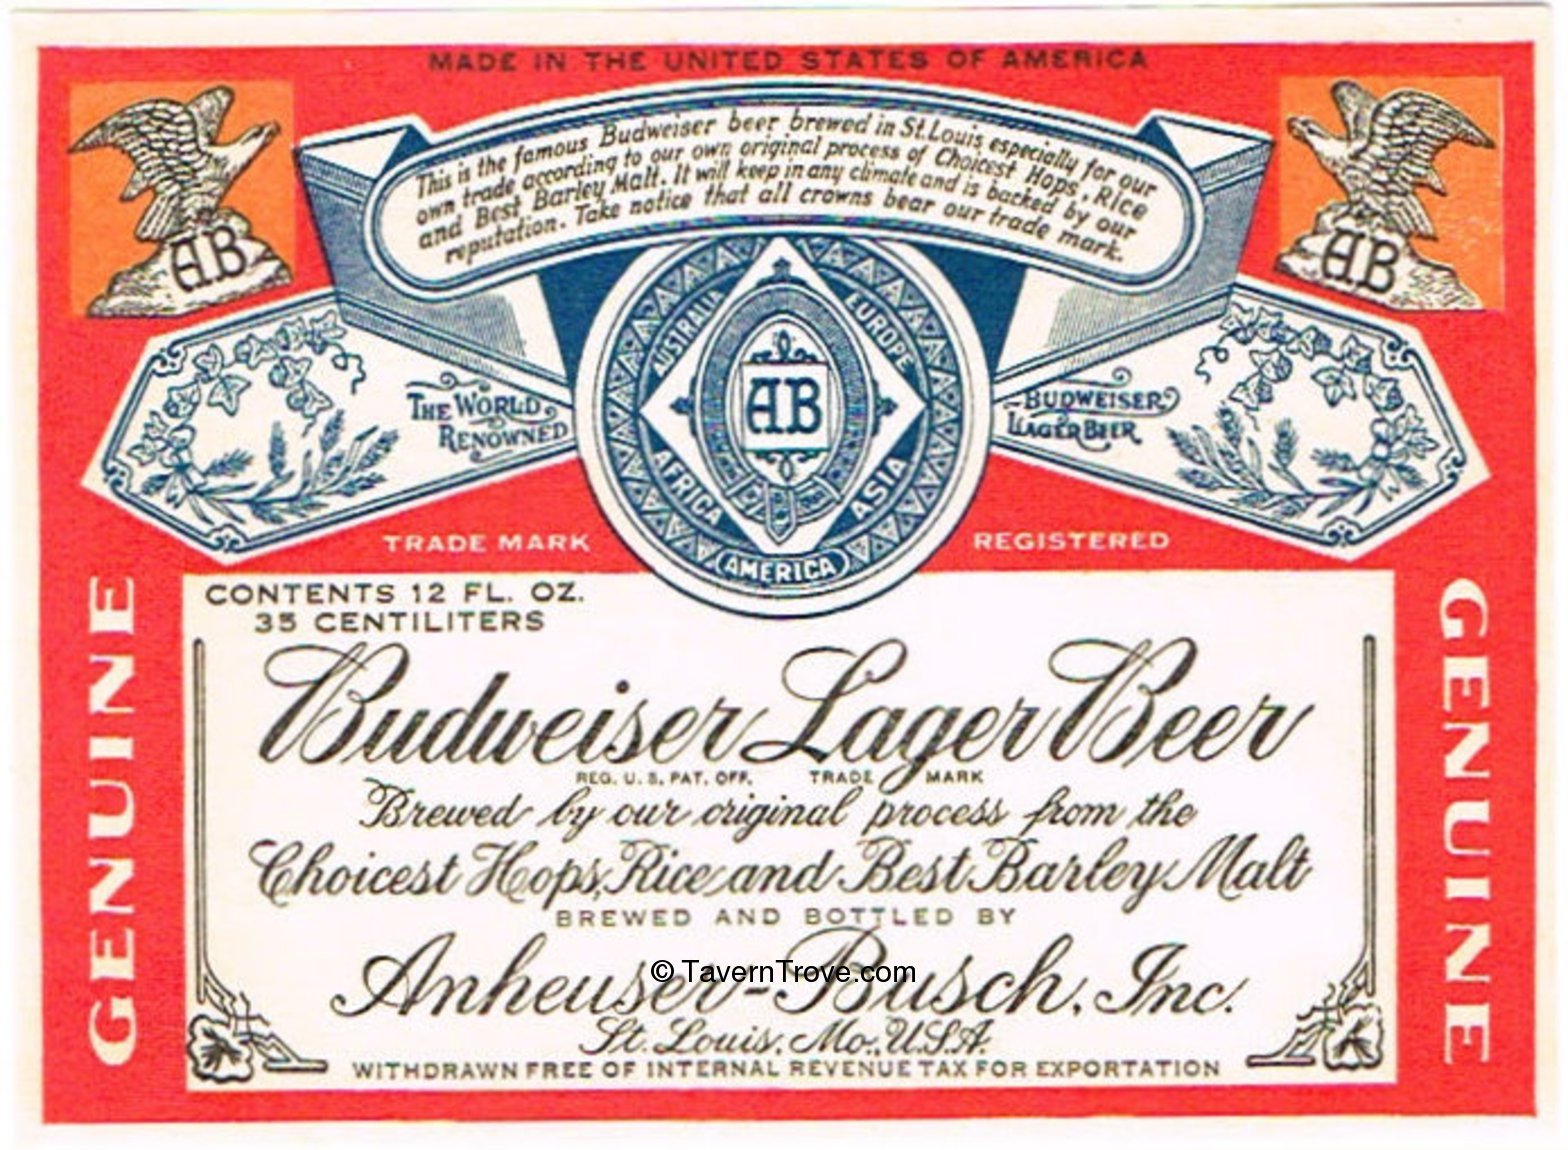 MADE IN THE UNITED STATES OF AMERICA
This is the famous Budweiser beer brewed in St. Louis, especially for our
own trade according to our own original process of Choicest Hops, Rice
and Best Barley Malt. It will keep in any climate and is backed by our
reputation. Take notice that all crowns bear our trade mark.
AB
AB
AUSTRALIA
EUROPE
AB
AFRICA
ASIA
AMERICA
THE WORLD
RENOWNED
BUDWEISER
LAGER BEER
TRADE MARK
REGISTERED
GENUINE
GENUINE
CONTENTS 12 FL. OZ.
35 CENTILITERS
Budweiser Lager Beer
REG. U. S. PAT. OFF. TRADE MARK
Brewed by our original process from the
Choicest Hops, Rice and Best Barley Malt
BREWED AND BOTTLED BY
Anheuser-Busch, Inc.
© TavernTrove.com
St. Louis, Mo., U.S.A.
WITHDRAWN FREE OF INTERNAL REVENUE TAX FOR EXPORTATION